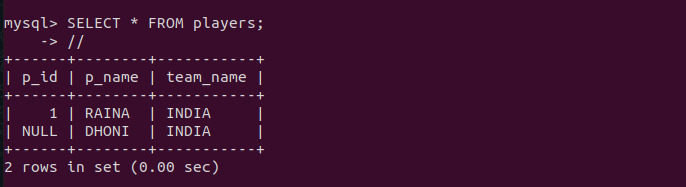 mysql> SELECT * FROM players;
    -> //
+------+--------+-----------+
| p_id | p_name | team_name |
+------+--------+-----------+
|    1 | RAINA  | INDIA     |
| NULL | DHONI  | INDIA     |
+------+--------+-----------+
2 rows in set (0.00 sec)